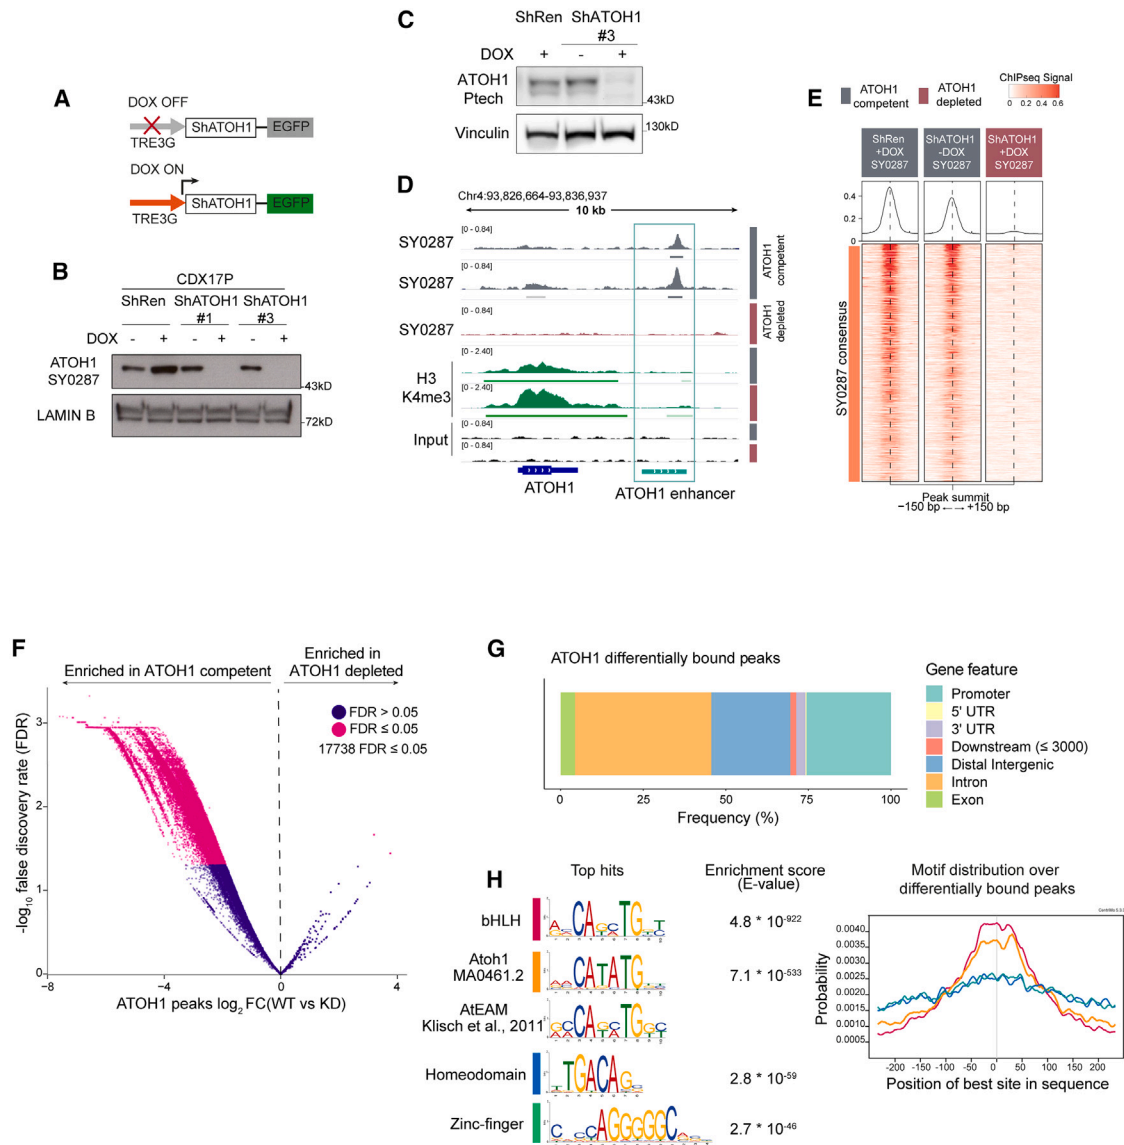 A
DOX OFF
ShATOH1
EGFP
TRE3G
DOX ON
ShATOH1
EGFP
TRE3G
B
CDX17P
ShRen ShATOH1 ShATOH1
#1 #3
DOX - + - + - +
ATOH1
SY0287
-43kD
LAMIN B
-72kD
C
ShRen ShATOH1
#3
DOX + - +
ATOH1
Ptech
-43kD
Vinculin
130kD
D
Chr4:93,826,664-93,836,937
10 kb
[0 - 0.84]
SY0287
[0 - 0.84]
SY0287
ATOH1
competent
[0 - 0.84]
SY0287
ATOH1
depleted
[0 - 2.40]
H3
K4me3
[0 - 2.40]
Input
[0 - 0.84]
[0 - 0.84]
ATOH1
ATOH1 enhancer
E
ATOH1
competent
ATOH1
depleted
ChIPseq Signal
0 0.2 0.4 0.6
ShRen
+DOX
SY0287
ShATOH1
-DOX
SY0287
ShATOH1
+DOX
SY0287
0.4
0.2
0
SY0287 consensus
Peak summit
−150 bp ←→ +150 bp
F
Enriched in ATOH1 competent
Enriched in
ATOH1 depleted
FDR > 0.05
FDR ≤ 0.05
17738 FDR ≤ 0.05
-log10 false discovery rate (FDR)
3
2
1
0
−8 −4 0 4
ATOH1 peaks log2 FC(WT vs KD)
G
ATOH1 differentially bound peaks
0 25 50 75 100
Frequency (%)
Gene feature
Promoter
5' UTR
3' UTR
Downstream (≤ 3000)
Distal Intergenic
Intron
Exon
H
Top hits
Enrichment score
(E-value)
bHLH
4.8 * 10-922
Atoh1
MA0461.2
7.1 * 10-533
AtEAM
Klisch et al., 2011
Homeodomain
2.8 * 10-59
Zinc-finger
2.7 * 10-46
Motif distribution over
differentially bound peaks
Probability
0.0040
0.0035
0.0030
0.0025
0.0020
0.0015
0.0010
0.0005
-200 -150 -100 -50 0 50 100 150 200
Position of best site in sequence